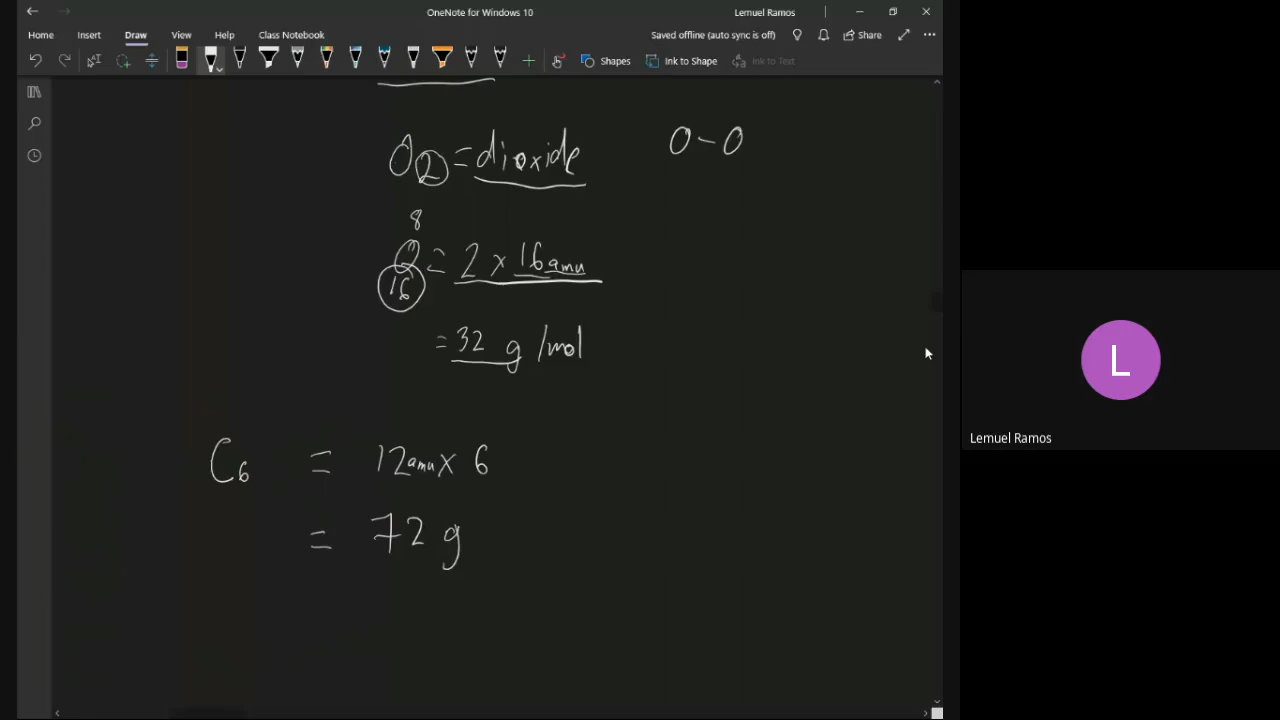 OneNote for Windows 10
Lemuel Ramos
Home Insert Draw View Help Class Notebook
Saved offline (auto sync is off)
Share
Shapes
Ink to Shape
Ink to Text
O2 = dioxide
O-O
8
O = 2 x 16amu
16
= 32 g /mol
C6 = 12amu x 6
= 72 g
L
Lemuel Ramos